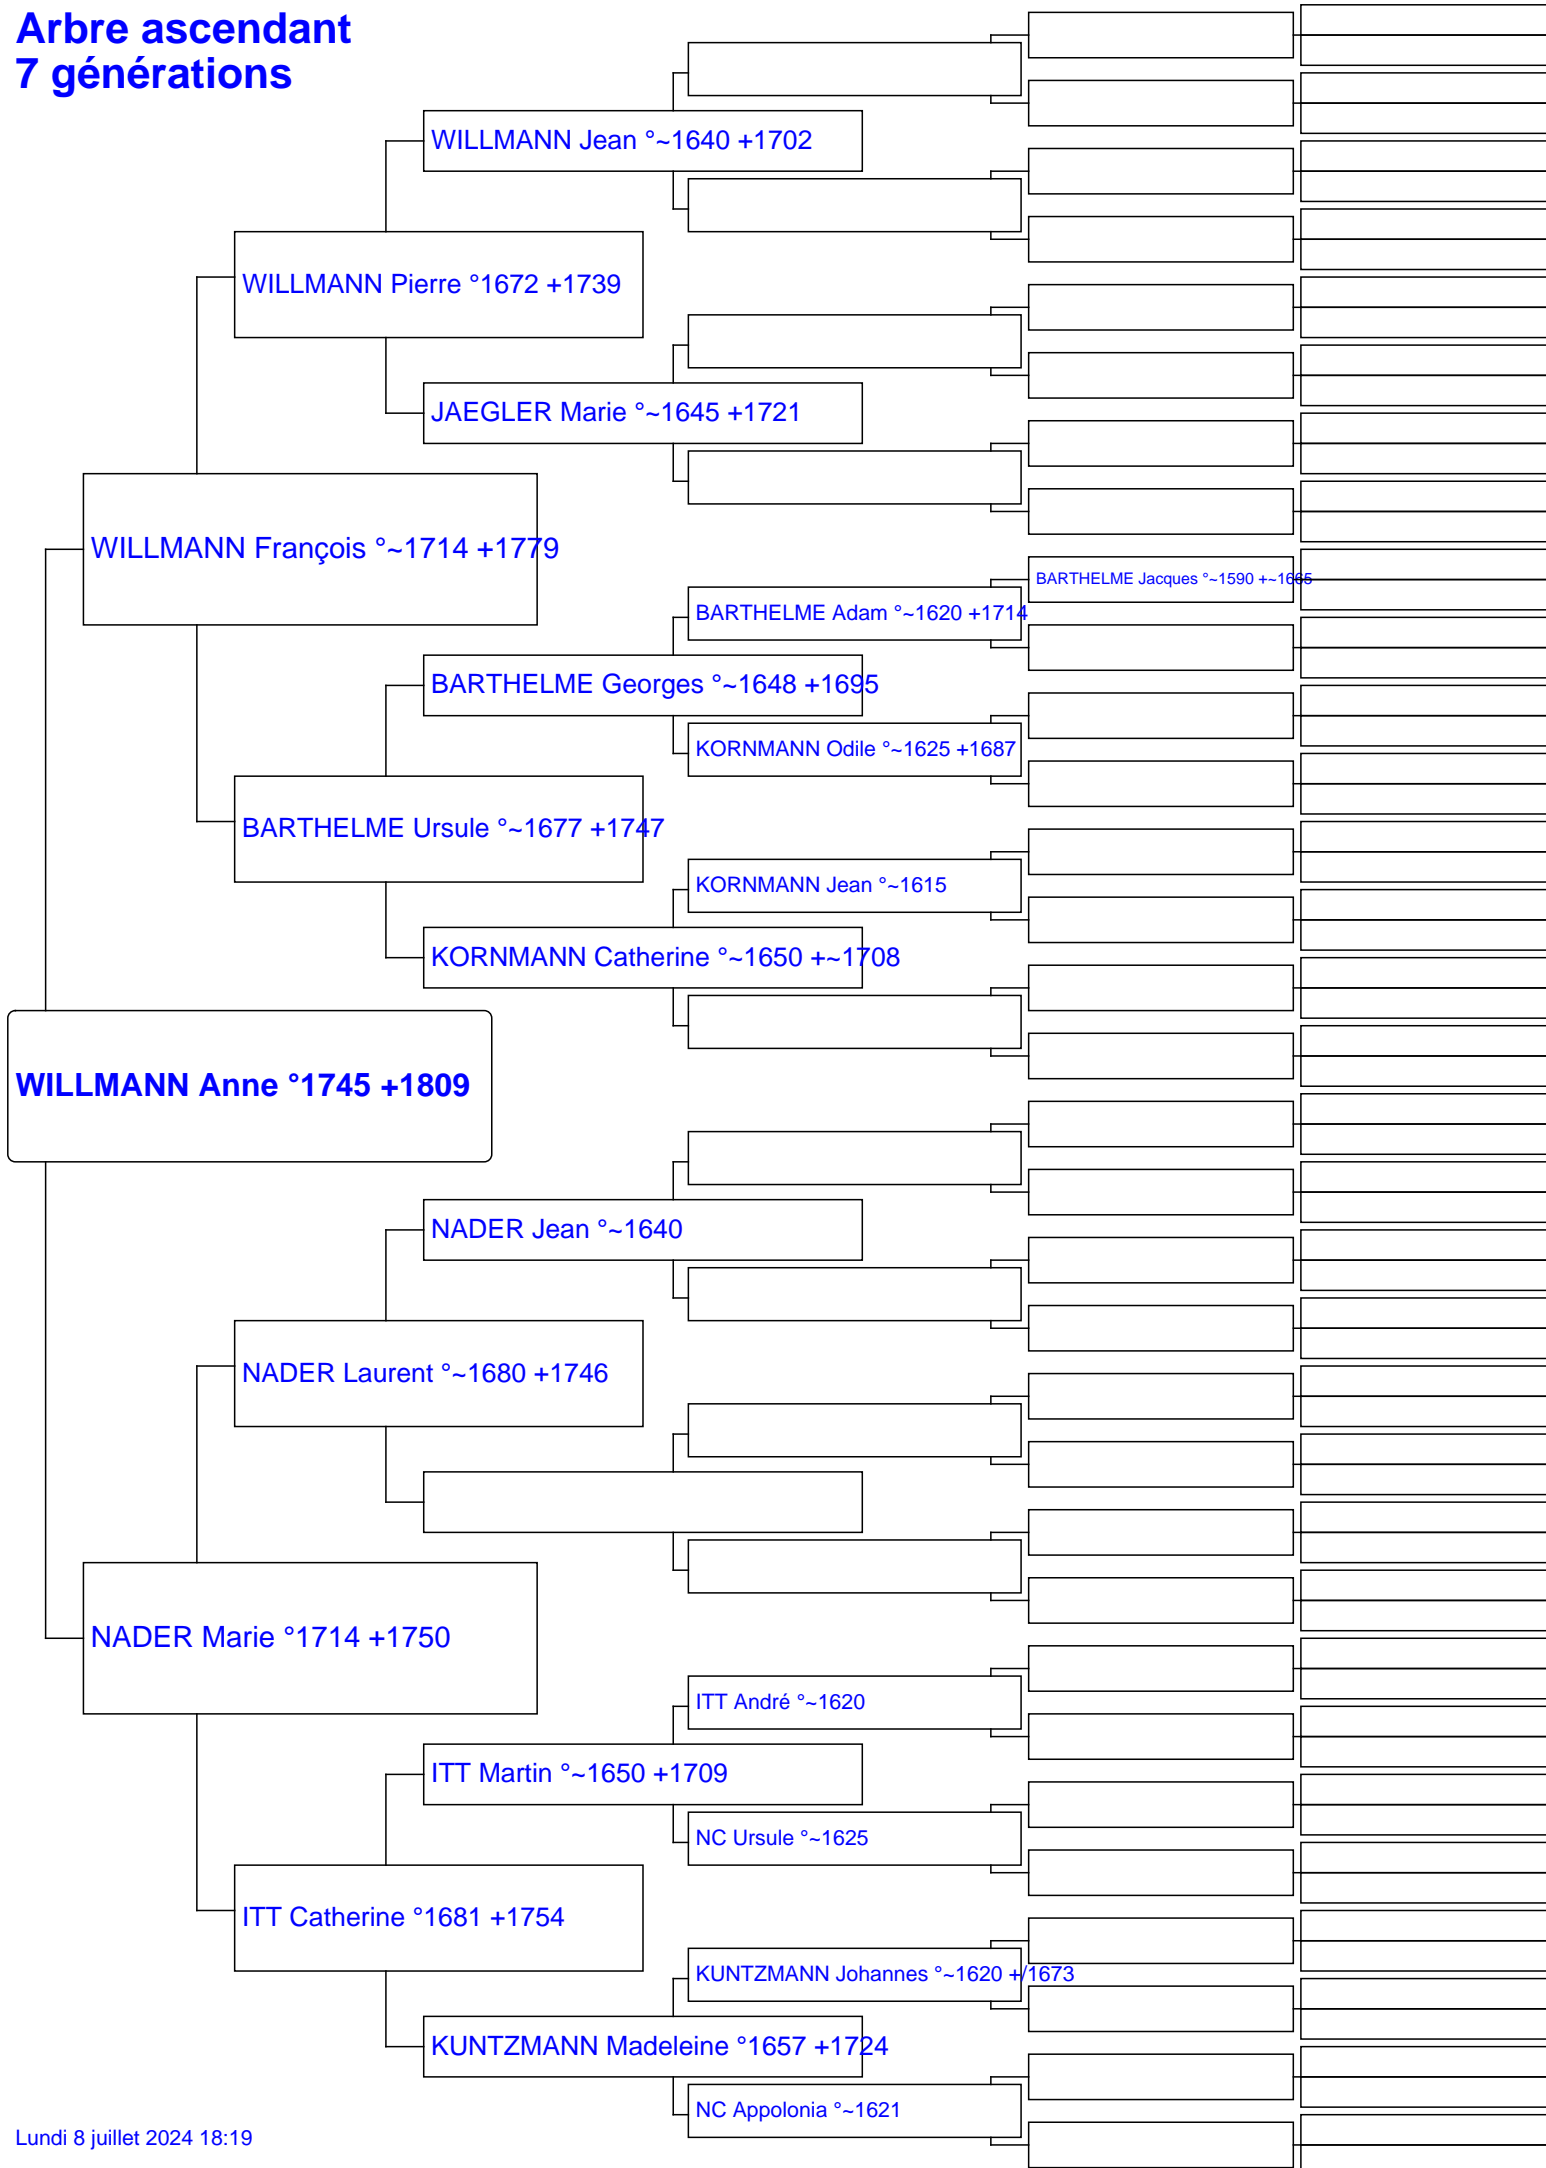 Arbre ascendant
7 générations
WILLMANN Jean °~1640 +1702
WILLMANN Pierre °1672 +1739
JAEGLER Marie °~1645 +1721
WILLMANN François °~1714 +1779
BARTHELME Jacques °~1590 +~1665
BARTHELME Adam °~1620 +1714
BARTHELME Georges °~1648 +1695
KORNMANN Odile °~1625 +1687
BARTHELME Ursule °~1677 +1747
KORNMANN Jean °~1615
KORNMANN Catherine °~1650 +~1708
WILLMANN Anne °1745 +1809
NADER Jean °~1640
NADER Laurent °~1680 +1746
NADER Marie °1714 +1750
ITT André °~1620
ITT Martin °~1650 +1709
NC Ursule °~1625
ITT Catherine °1681 +1754
KUNTZMANN Johannes °~1620 +/1673
KUNTZMANN Madeleine °1657 +1724
NC Appolonia °~1621
Lundi 8 juillet 2024 18:19